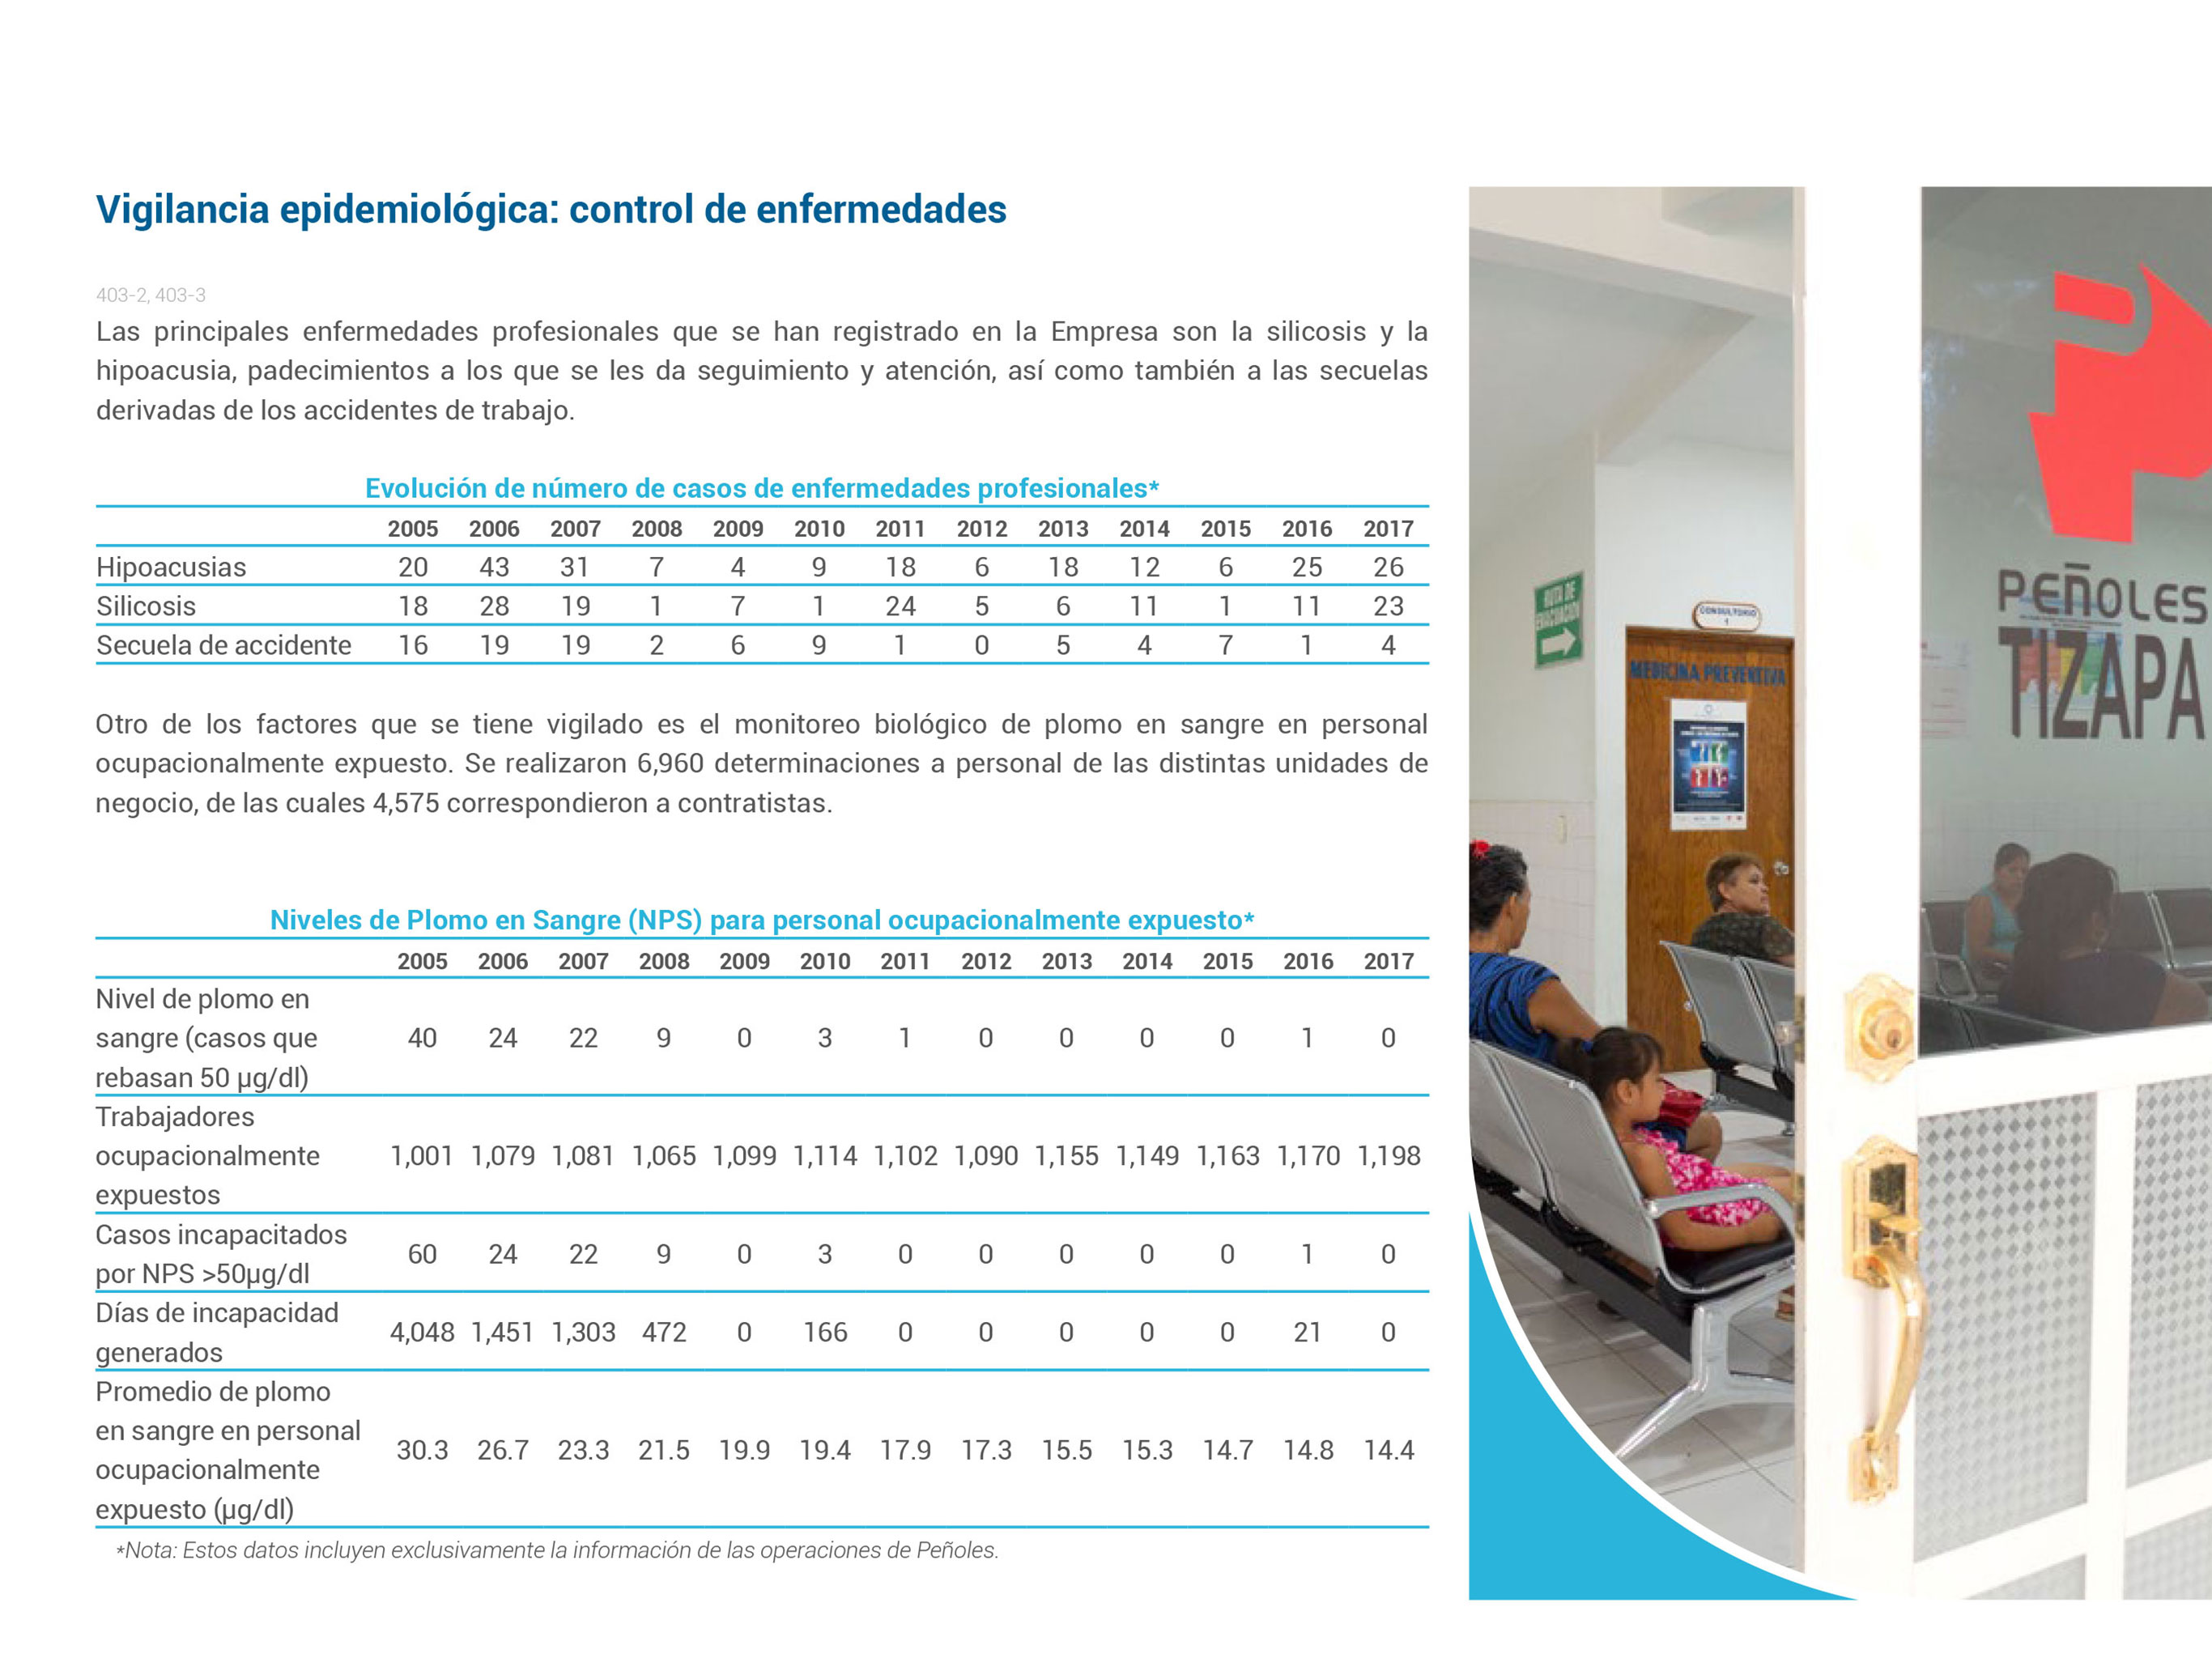 Vigilancia epidemiológica: control de enfermedades
403-2, 403-3
Las principales enfermedades profesionales que se han registrado en la Empresa son la silicosis y la
hipoacusia, padecimientos a los que se les da seguimiento y atención, así como también a las secuelas
derivadas de los accidentes de trabajo.
Evolución de número de casos de enfermedades profesionales*
2005 2006 2007 2008 2009 2010 2011 2012 2013 2014 2015 2016 2017
Hipoacusias 20 43 31 7 4 9 18 6 18 12 6 25 26
Silicosis 18 28 19 1 7 1 24 5 6 11 1 11 23
Secuela de accidente 16 19 19 2 6 9 1 0 5 4 7 1 4
Otro de los factores que se tiene vigilado es el monitoreo biológico de plomo en sangre en personal
ocupacionalmente expuesto. Se realizaron 6,960 determinaciones a personal de las distintas unidades de
negocio, de las cuales 4,575 correspondieron a contratistas.
Niveles de Plomo en Sangre (NPS) para personal ocupacionalmente expuesto*
2005 2006 2007 2008 2009 2010 2011 2012 2013 2014 2015 2016 2017
Nivel de plomo en
sangre (casos que
rebasan 50 µg/dl)
40 24 22 9 0 3 1 0 0 0 0 1 0
Trabajadores
ocupacionalmente
expuestos
1,001 1,079 1,081 1,065 1,099 1,114 1,102 1,090 1,155 1,149 1,163 1,170 1,198
Casos incapacitados
por NPS >50µg/dl
60 24 22 9 0 3 0 0 0 0 0 1 0
Días de incapacidad
generados
4,048 1,451 1,303 472 0 166 0 0 0 0 0 21 0
Promedio de plomo
en sangre en personal
ocupacionalmente
expuesto (µg/dl)
30.3 26.7 23.3 21.5 19.9 19.4 17.9 17.3 15.5 15.3 14.7 14.8 14.4
*Nota: Estos datos incluyen exclusivamente la información de las operaciones de Peñoles.
RUTA DE
EVACUACIÓN
CONSULTORIO
1
MEDICINA PREVENTIVA
PEÑOLES
TIZAPA